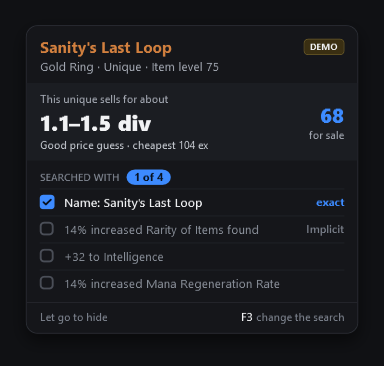 Sanity's Last Loop
DEMO
Gold Ring · Unique · Item level 75
This unique sells for about
1.1–1.5 div
68
for sale
Good price guess · cheapest 104 ex
SEARCHED WITH 1 of 4
Name: Sanity's Last Loop exact
14% increased Rarity of Items found Implicit
+32 to Intelligence
14% increased Mana Regeneration Rate
Let go to hide F3 change the search